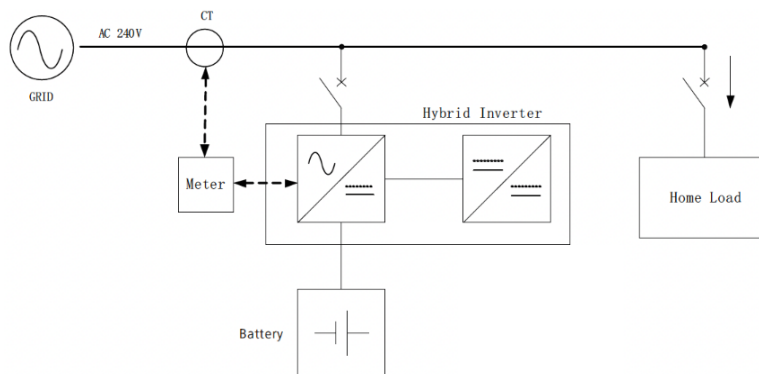 CT
AC 240V
GRID
Hybrid Inverter
Meter
Home Load
Battery